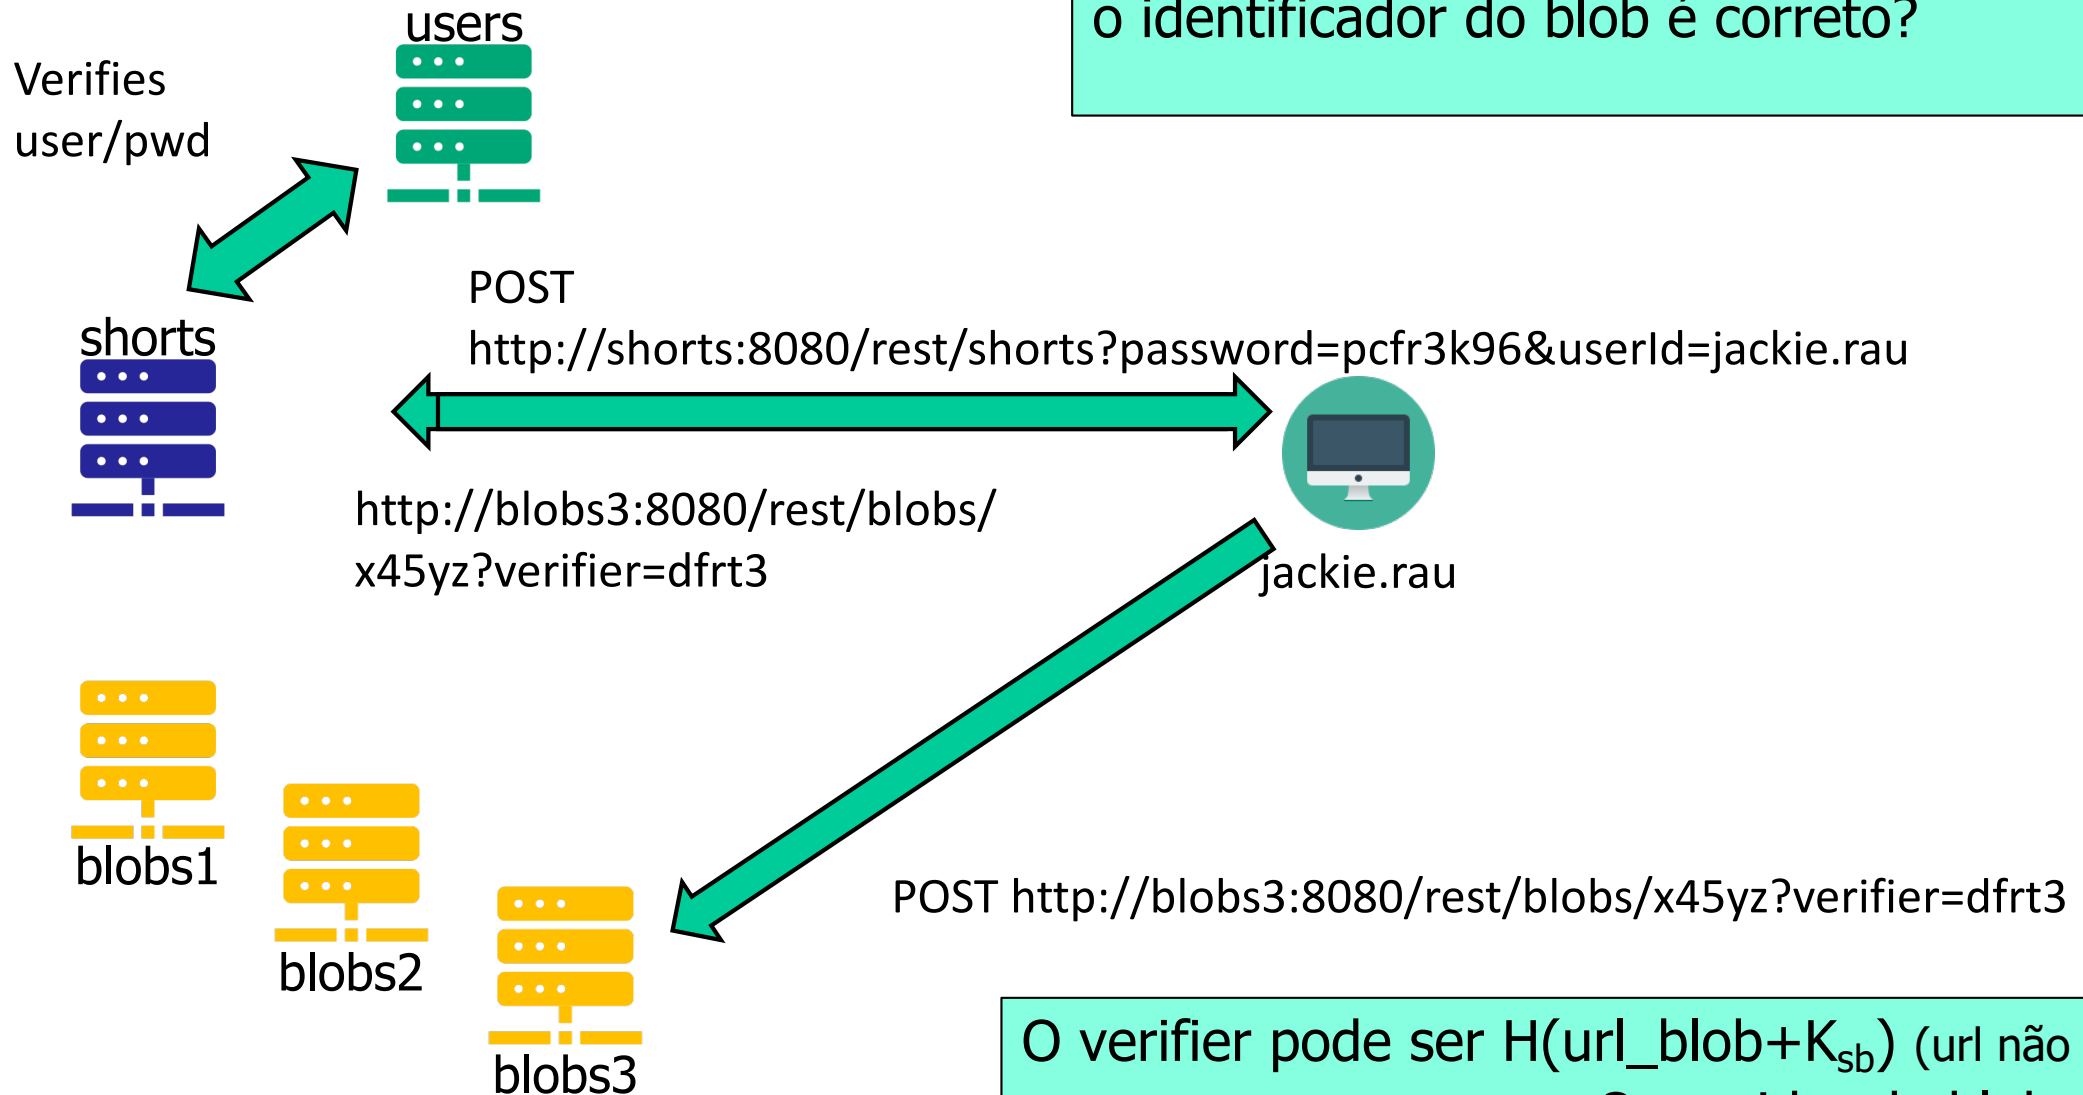 users
o identificador do blob é correto?
Verifies
user/pwd
POST
http://shorts:8080/rest/shorts?password=pcfr3k96&userId=jackie.rau
shorts
http://blobs3:8080/rest/blobs/
x45yz?verifier=dfrt3
jackie.rau
blobs1
POST http://blobs3:8080/rest/blobs/x45yz?verifier=dfrt3
blobs2
O verifier pode ser H(url_blob+Ksb) (url não
blobs3